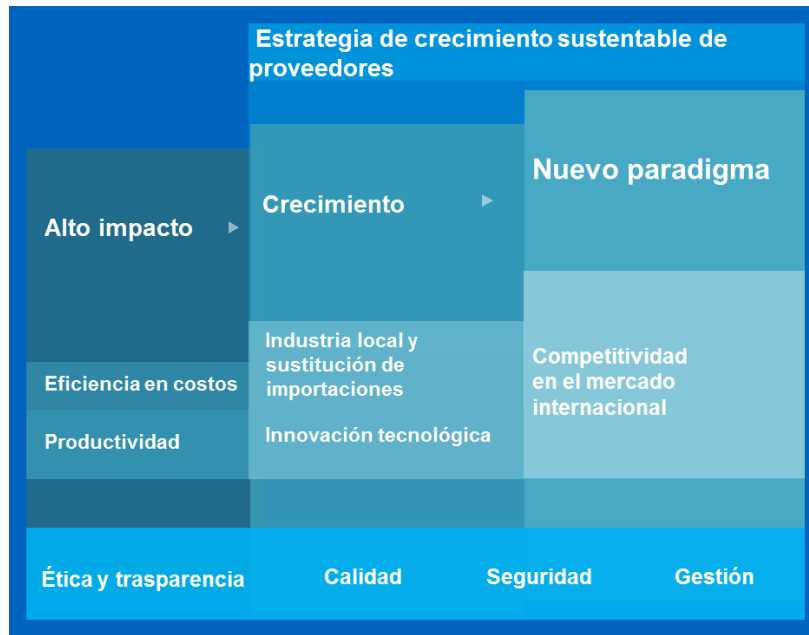 Estrategia de crecimiento sustentable de
proveedores
Nuevo paradigma
Crecimiento
Alto impacto
Industria local y
sustitución de
importaciones
Competitividad
en el mercado
internacional
Eficiencia en costos
Productividad
Innovación tecnológica
Ética y trasparencia
Calidad
Seguridad
Gestión